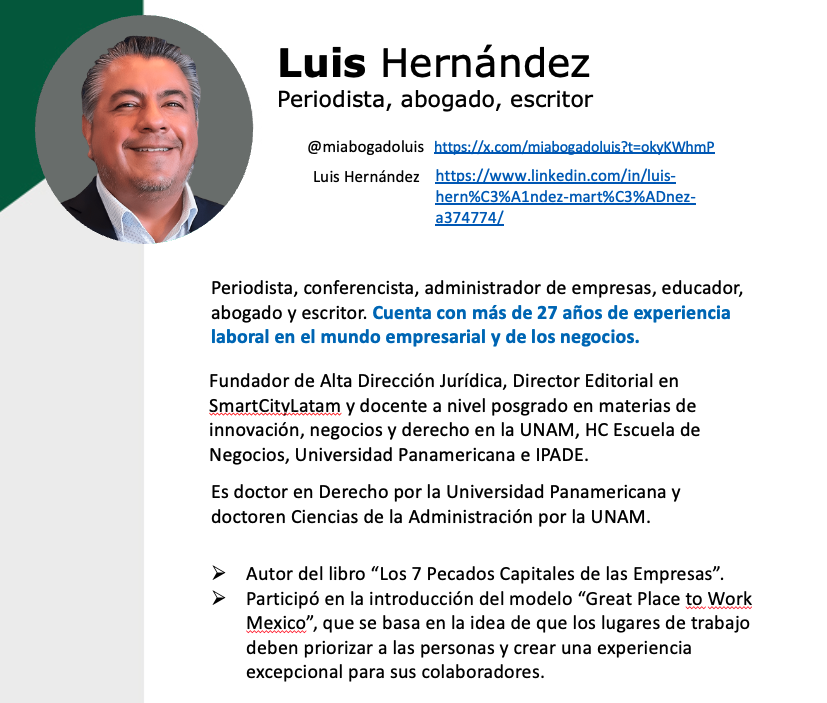 Luis Hernández
Periodista, abogado, escritor
@miabogadoluis https://x.com/miabogadoluis?t=okyKWhmP
Luis Hernández https://www.linkedin.com/in/luis-
hern%C3%A1ndez-mart%C3%ADnez-
a374774/
Periodista, conferencista, administrador de empresas, educador,
abogado y escritor. Cuenta con más de 27 años de experiencia
laboral en el mundo empresarial y de los negocios.
Fundador de Alta Dirección Jurídica, Director Editorial en
SmartCityLatam y docente a nivel posgrado en materias de
innovación, negocios y derecho en la UNAM, HC Escuela de
Negocios, Universidad Panamericana e IPADE.
Es doctor en Derecho por la Universidad Panamericana y
doctoren Ciencias de la Administración por la UNAM.
➢ Autor del libro “Los 7 Pecados Capitales de las Empresas”.
➢ Participó en la introducción del modelo “Great Place to Work
Mexico”, que se basa en la idea de que los lugares de trabajo
deben priorizar a las personas y crear una experiencia
excepcional para sus colaboradores.